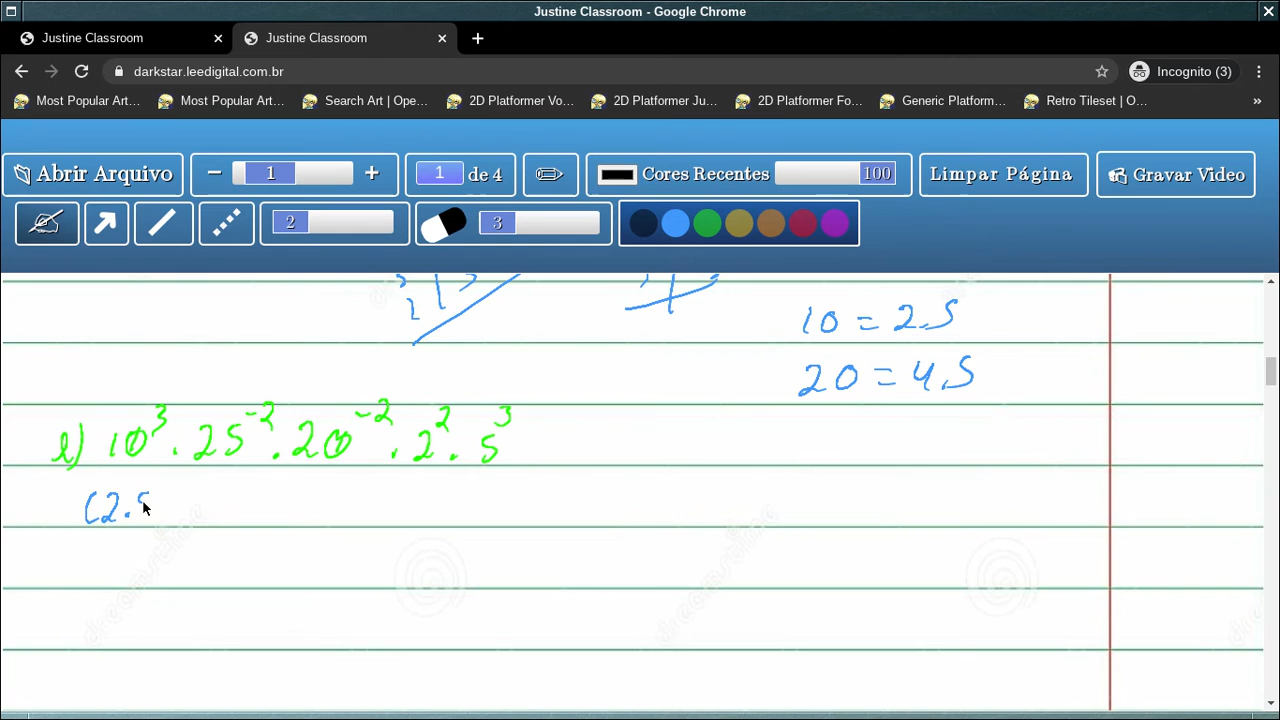 Justine Classroom - Google Chrome
Justine Classroom
Justine Classroom
darkstar.leedigital.com.br
Incognito (3)
Most Popular Art...
Most Popular Art...
Search Art | Ope...
2D Platformer Vo...
2D Platformer Ju...
2D Platformer Fo...
Generic Platform...
Retro Tileset | O...
Abrir Arquivo
− 1 +
1 de 4
Cores Recentes 100
Limpar Página
Gravar Video
2
3
10 = 2.5
20 = 4.5
l) 10³ . 25⁻² . 20⁻² . 2² . 5³
(2.5